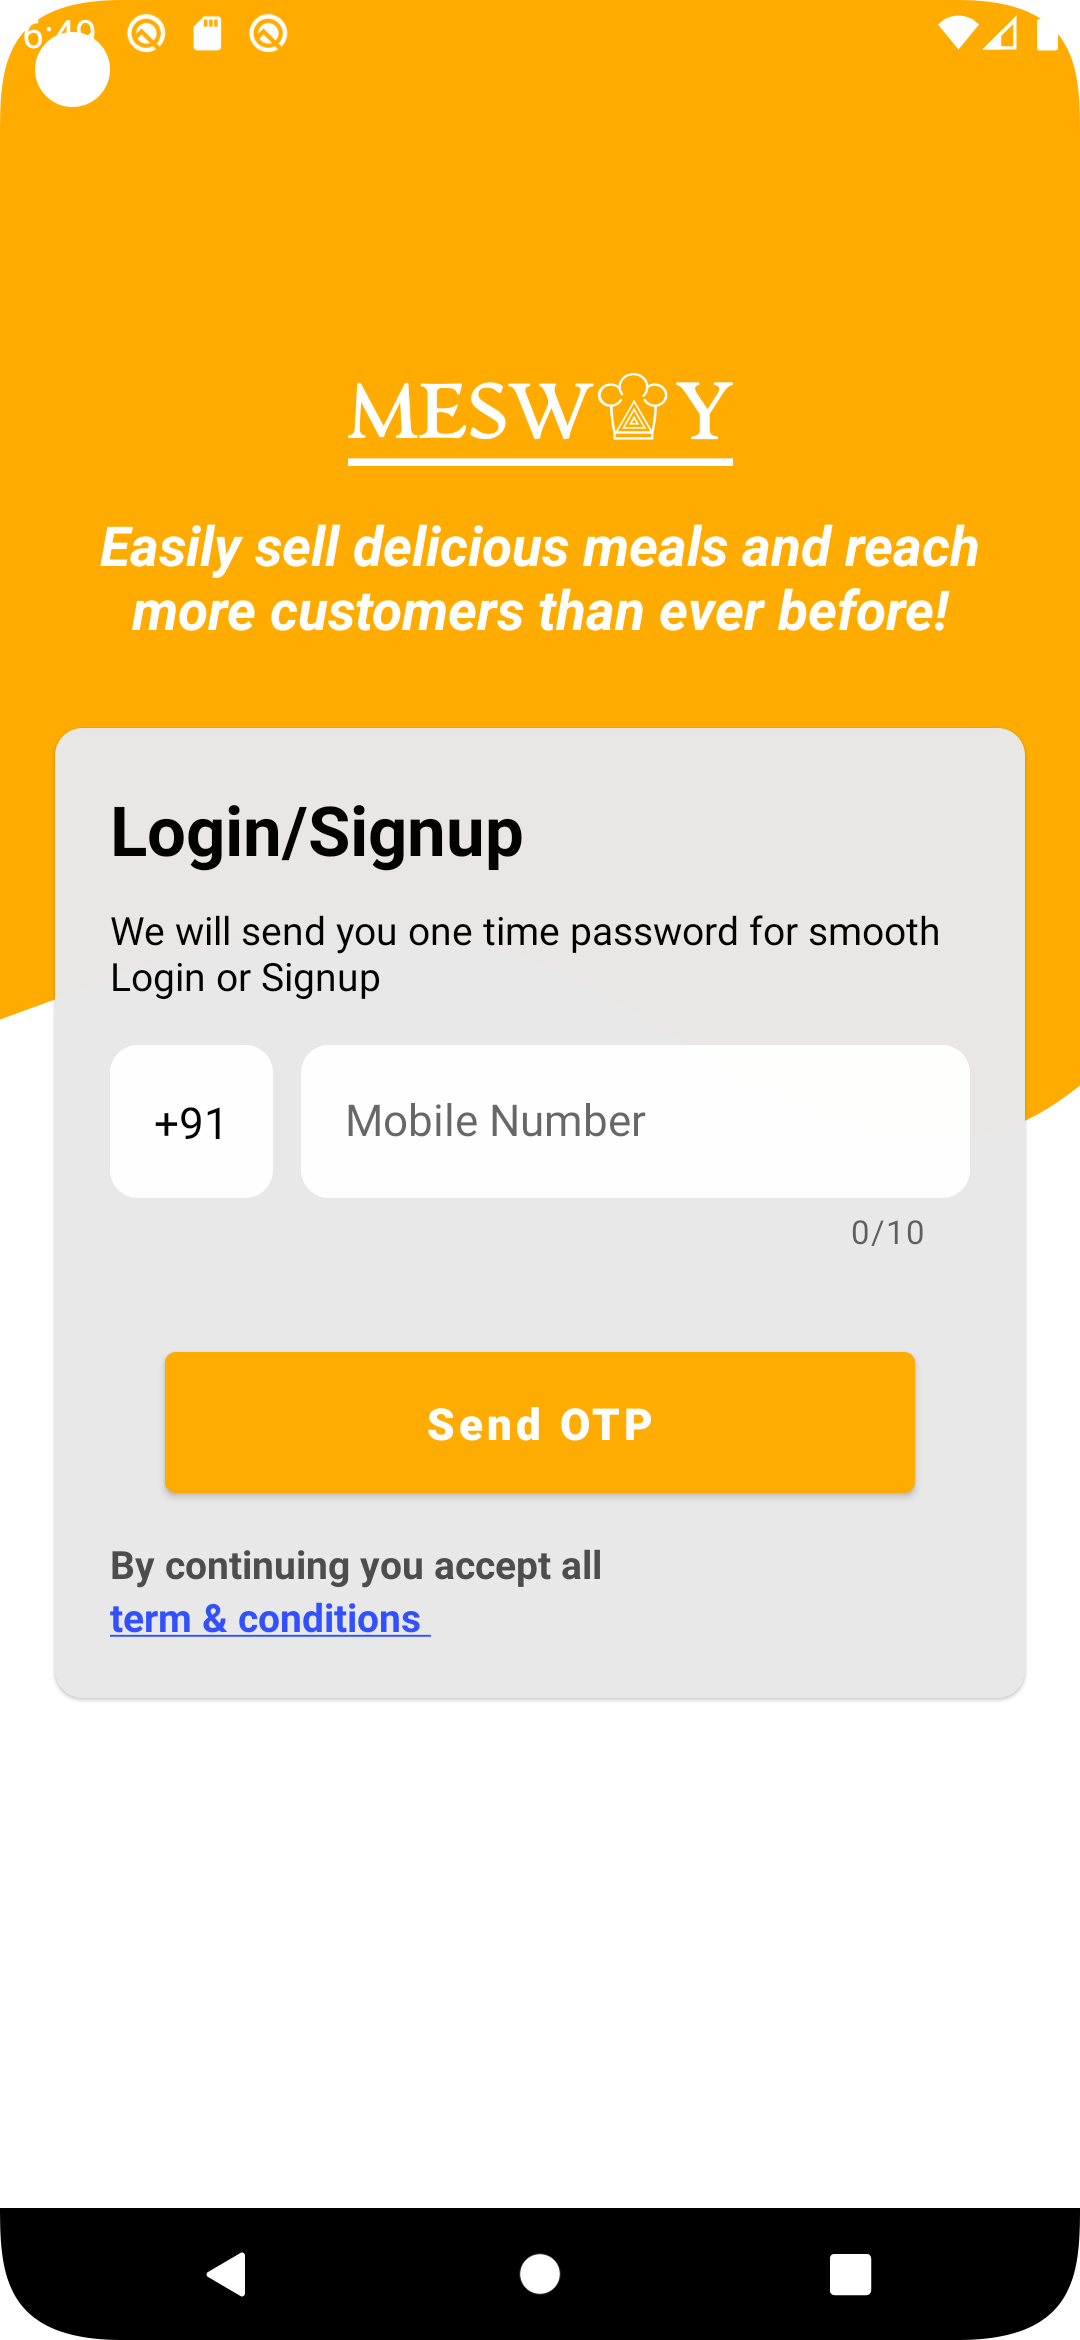 MESWAY
Easily sell delicious meals and reach
more customers than ever before!
Login/Signup
We will send you one time password for smooth
Login or Signup
+91
Mobile Number
0/10
Send OTP
By continuing you accept all
term & conditions